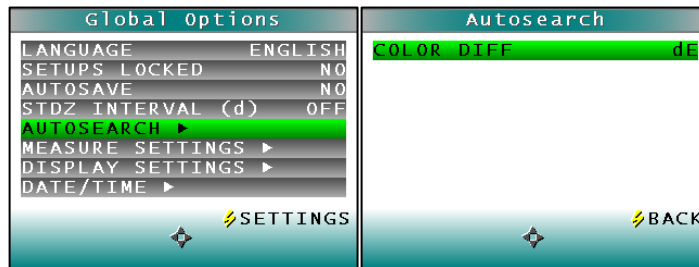 Global Options
LANGUAGE ENGLISH
SETUPS LOCKED NO
AUTOSAVE NO
STDZ INTERVAL (d) OFF
AUTOSEARCH ▶
MEASURE SETTINGS ▶
DISPLAY SETTINGS ▶
DATE/TIME ▶
SETTINGS
Autosearch
COLOR DIFF dE
BACK